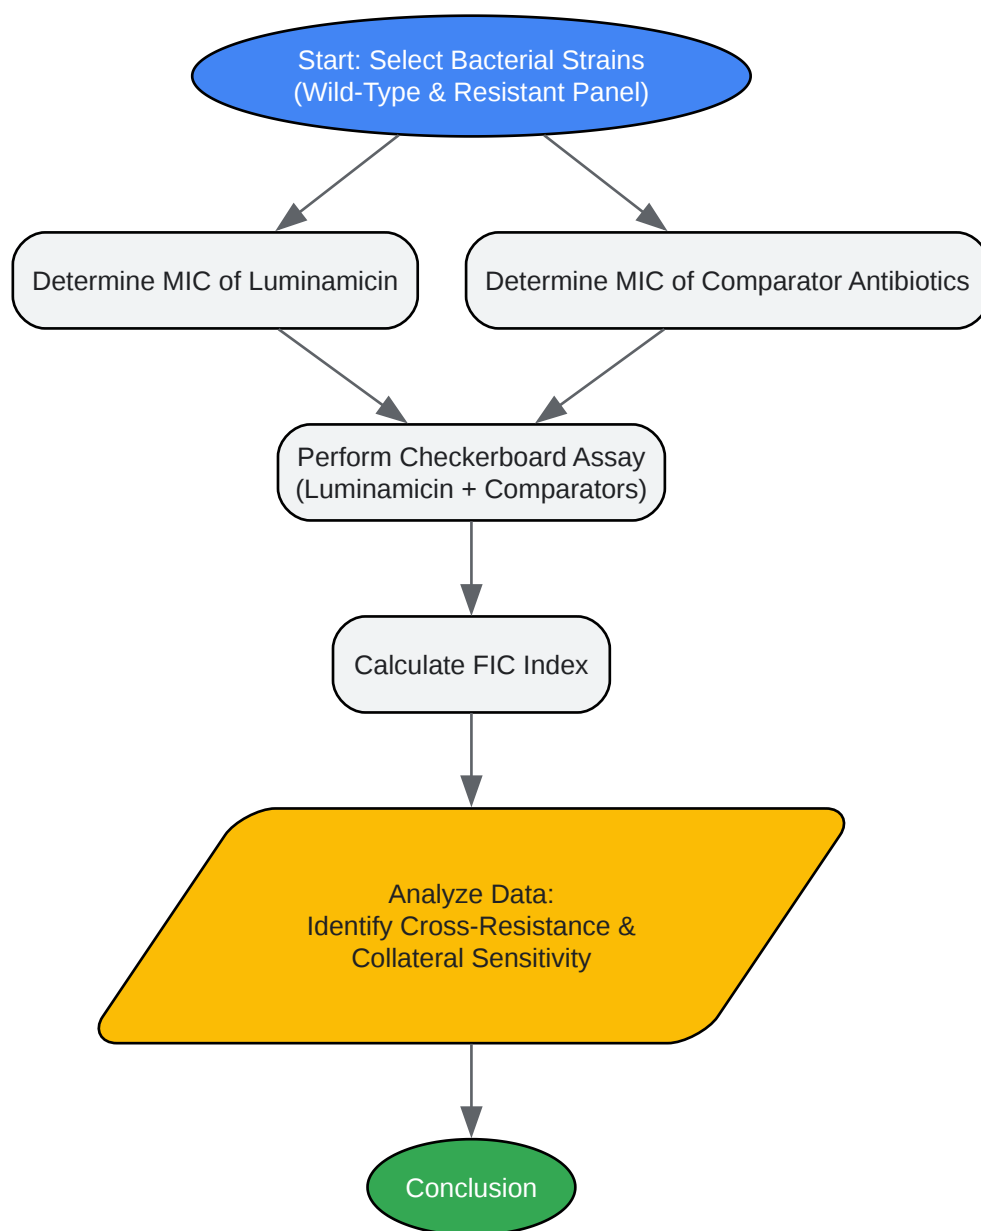 Start: Select Bacterial Strains
(Wild-Type & Resistant Panel)
Determine MIC of Luminamicin
Determine MIC of Comparator Antibiotics
Perform Checkerboard Assay
(Luminamicin + Comparators)
Calculate FIC Index
Analyze Data:
Identify Cross-Resistance &
Collateral Sensitivity
Conclusion